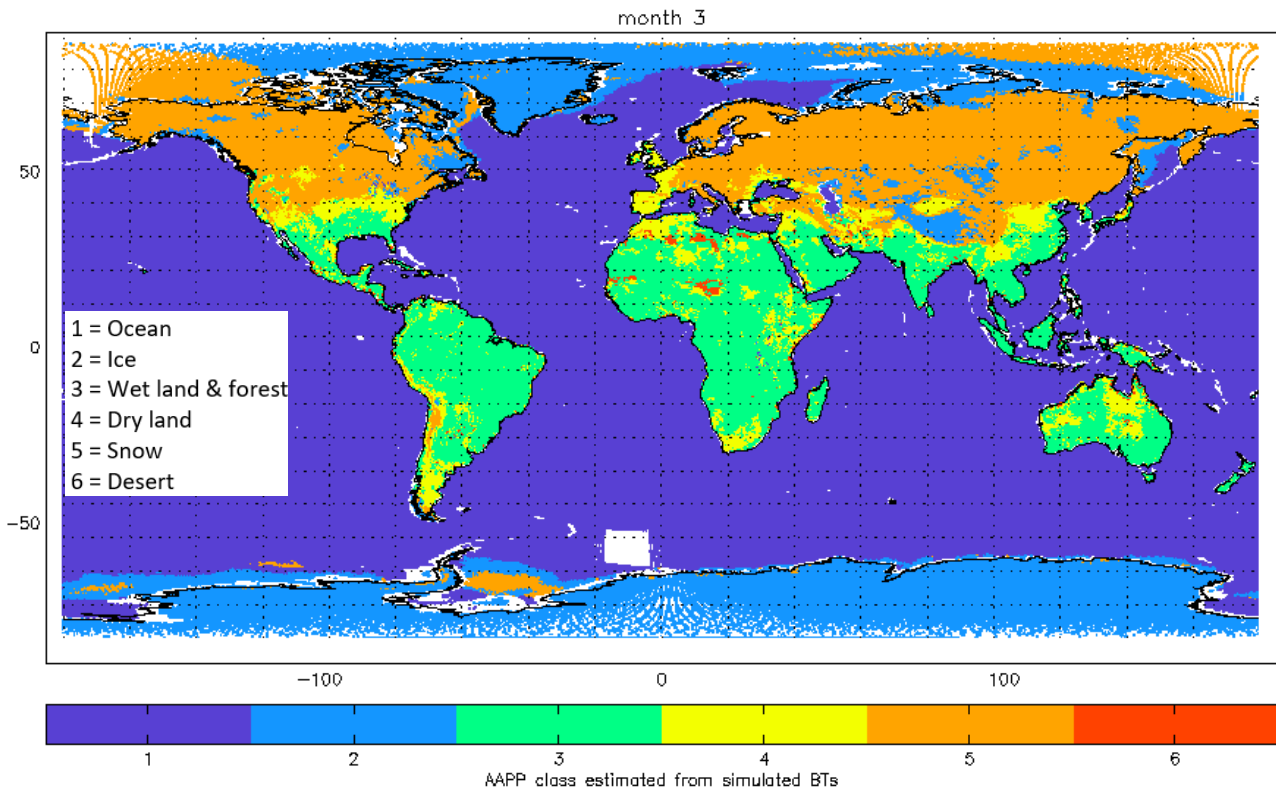 month 3
50
0
−50
1 = Ocean
2 = Ice
3 = Wet land & forest
4 = Dry land
5 = Snow
6 = Desert
−100 0 100
1 2 3 4 5 6
AAPP class estimated from simulated BTs